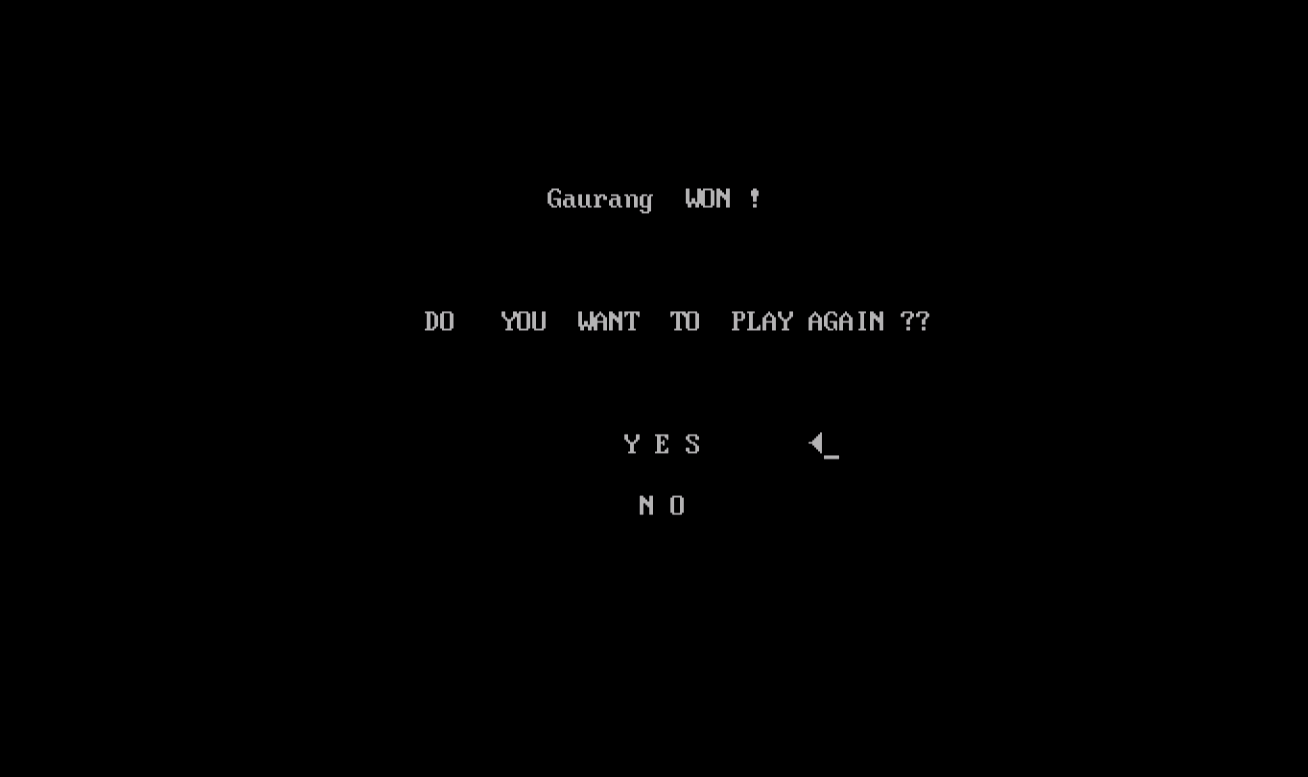 Gaurang WON !
DO YOU WANT TO PLAY AGAIN ??
Y E S ◄_
N O